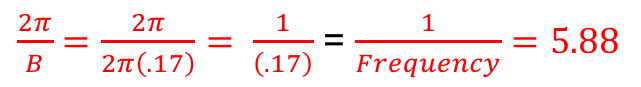 2π/B = 2π/2π(.17) = 1/(.17) = 1/Frequency = 5.88